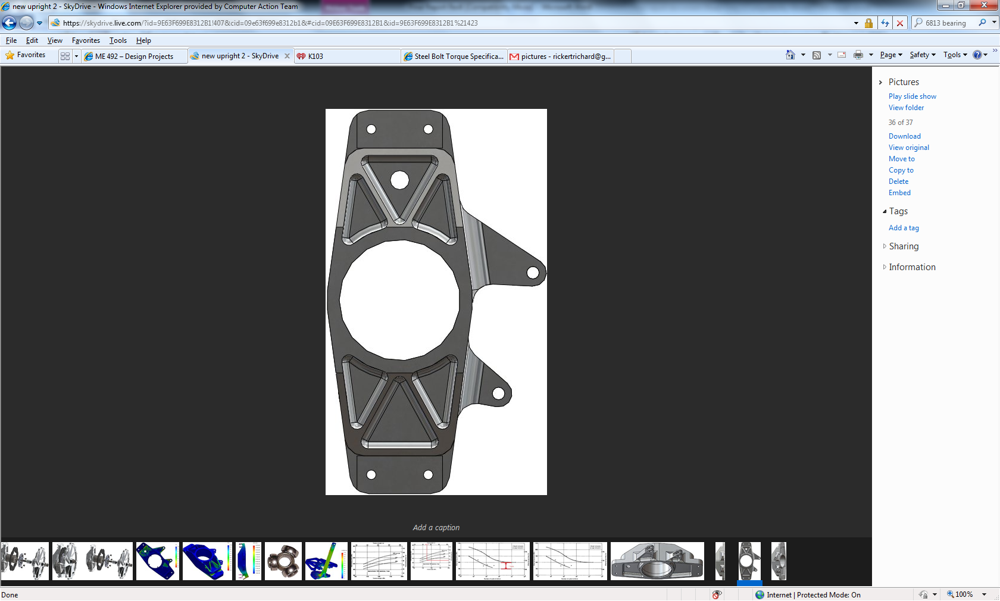 new upright 2 - SkyDrive - Windows Internet Explorer provided by Computer Action Team
https://skydrive.live.com/?id=9E63F699E8312B1!407&cid=09e63f699e8312b1&#cid=09E63F699E8312B1&id=9E63F699E8312B1%21423
6813 bearing
File Edit View Favorites Tools Help
Favorites
ME 492 – Design Projects
new upright 2 - SkyDrive
K103
Steel Bolt Torque Specifica...
pictures - rickertrichard@g...
Page Safety Tools
Pictures
Play slide show
View folder
36 of 37
Download
View original
Move to
Copy to
Delete
Embed
Tags
Add a tag
Sharing
Information
Add a caption
Done
Internet | Protected Mode: On
100%